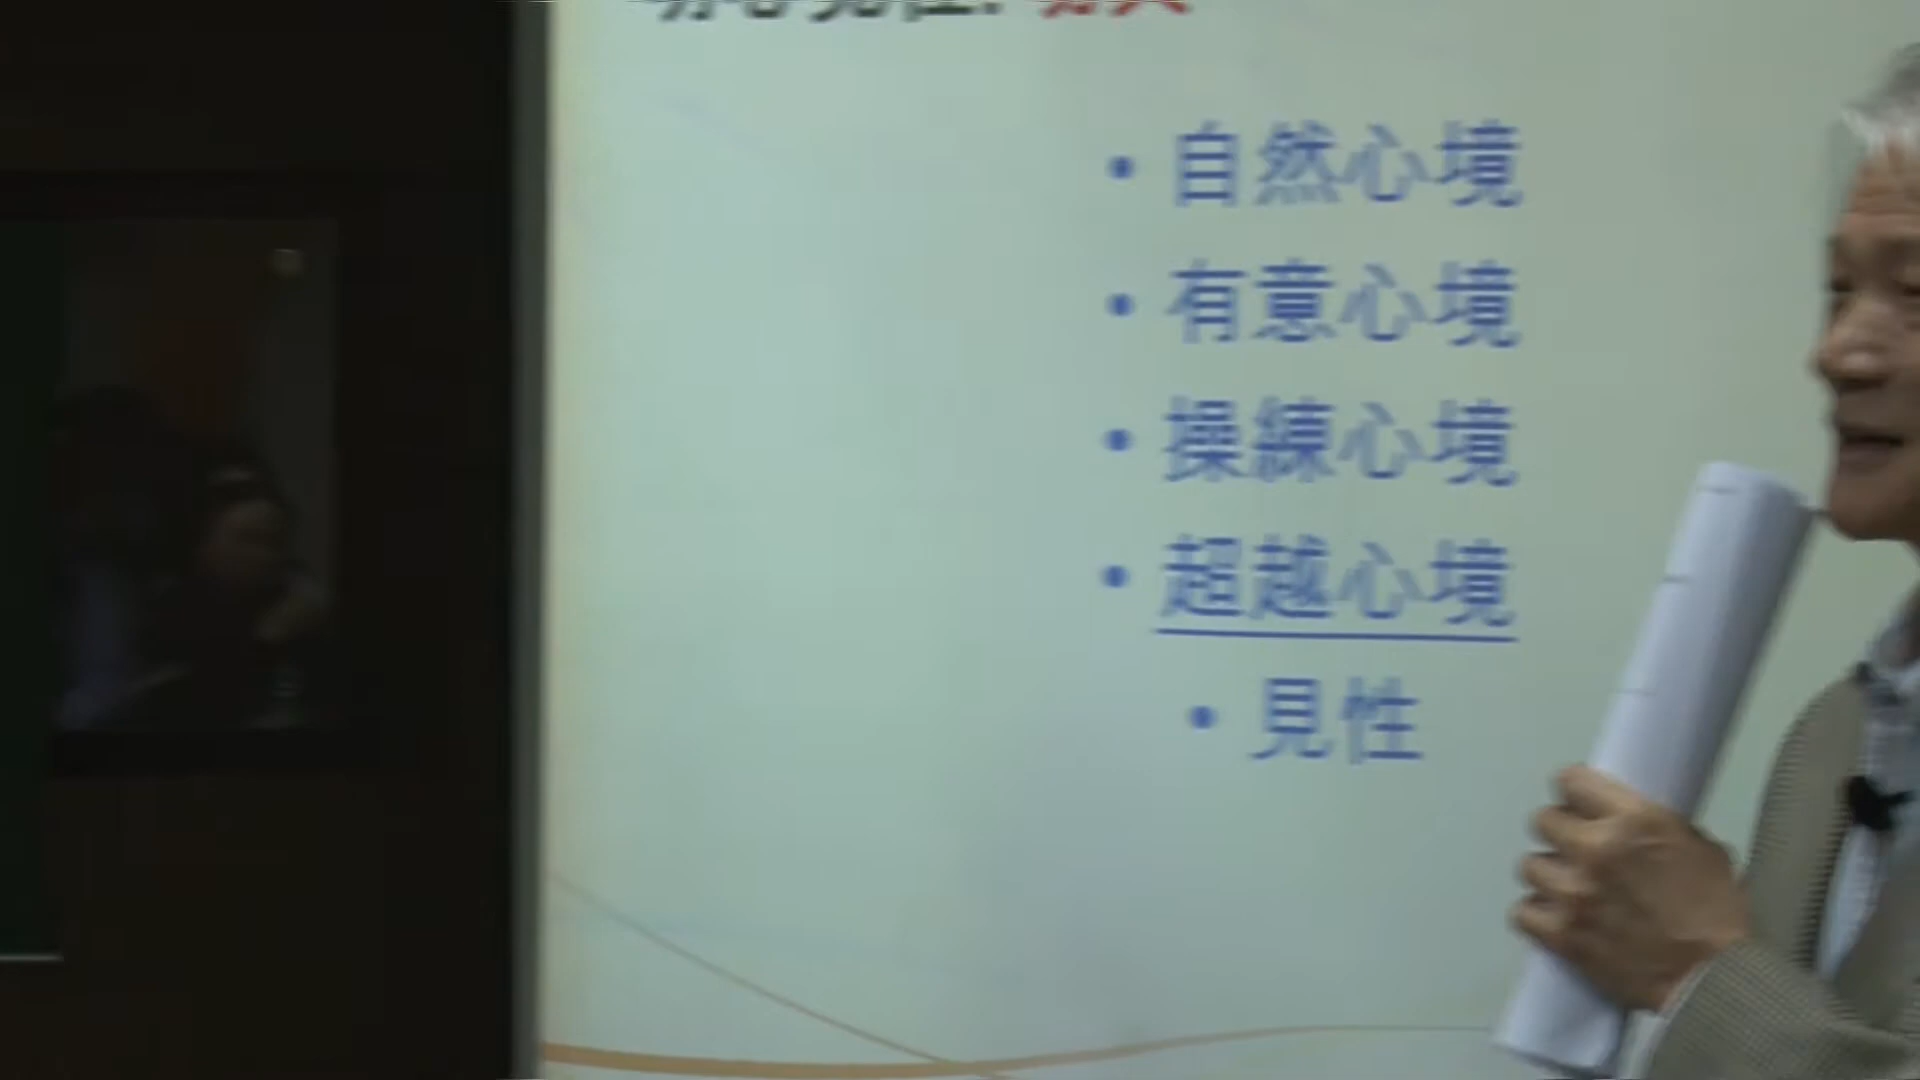 • 自然心境
• 有意心境
• 操練心境
• 超越心境
• 見性